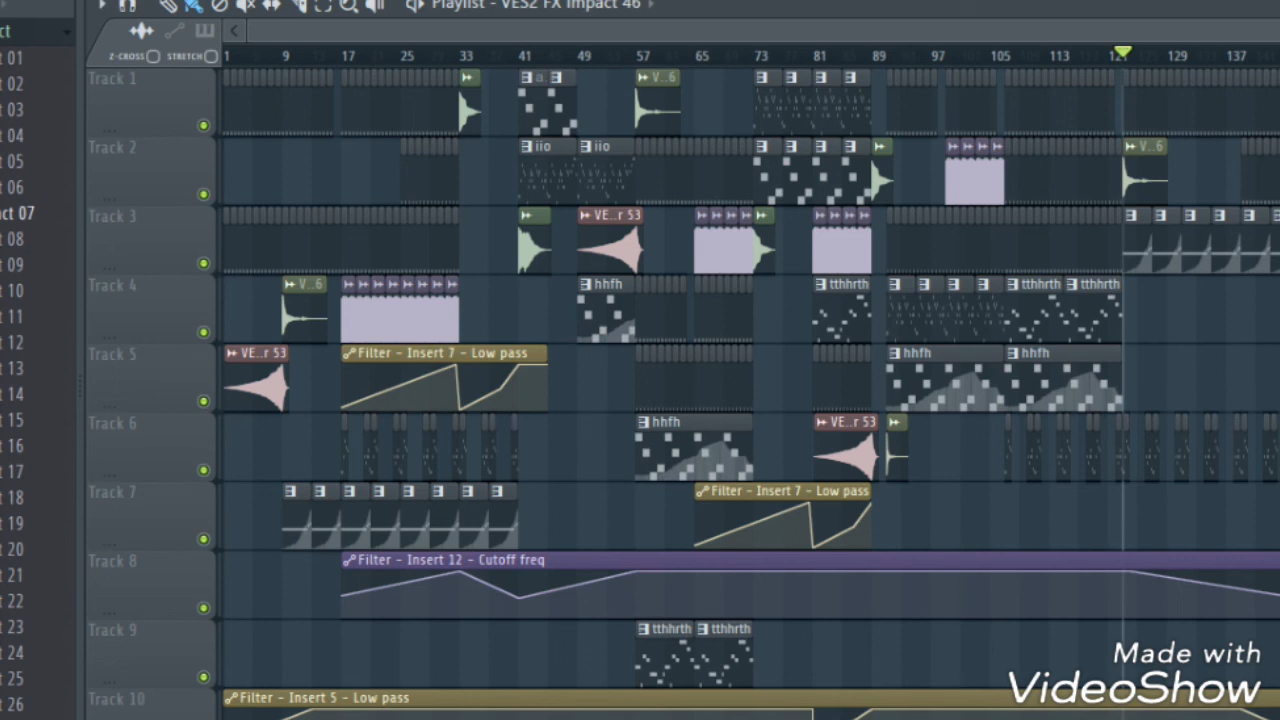 Playlist - VES2 FX Impact 46
ct
Z-CROSS STRETCH
1 9 17 25 33 41 49 57 65 73 81 89 97 105 113 121 129 137
t 01
t 02
t 03
t 04
t 05
t 06
act 07
t 08
t 09
t 10
t 11
t 12
t 13
t 14
t 15
t 16
t 17
t 18
t 19
t 20
t 21
t 22
t 23
t 24
t 25
t 26
Track 1
a. V..6
Track 2
iio iio V..6
Track 3
VE..r 53
Track 4
V..6 hhfh tthhrth tthhrth tthhrth
Track 5
VE..r 53 Filter - Insert 7 - Low pass hhfh hhfh
Track 6
hhfh VE..r 53
Track 7
Filter - Insert 7 - Low pass
Track 8
Filter - Insert 12 - Cutoff freq
Track 9
tthhrth tthhrth
Track 10
Filter - Insert 5 - Low pass
Made with
VideoShow